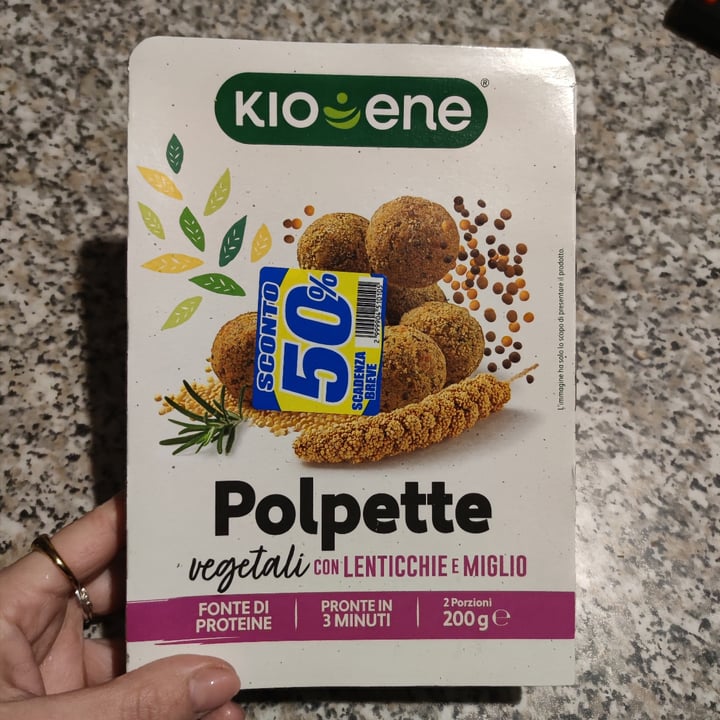 KIOENE®
SCONTO
50%
SCADENZA
BREVE
L'immagine ha solo lo scopo di presentare il prodotto.
Polpette
vegetali CON LENTICCHIE E MIGLIO
FONTE DI
PROTEINE
PRONTE IN
3 MINUTI
2 Porzioni
200 g e